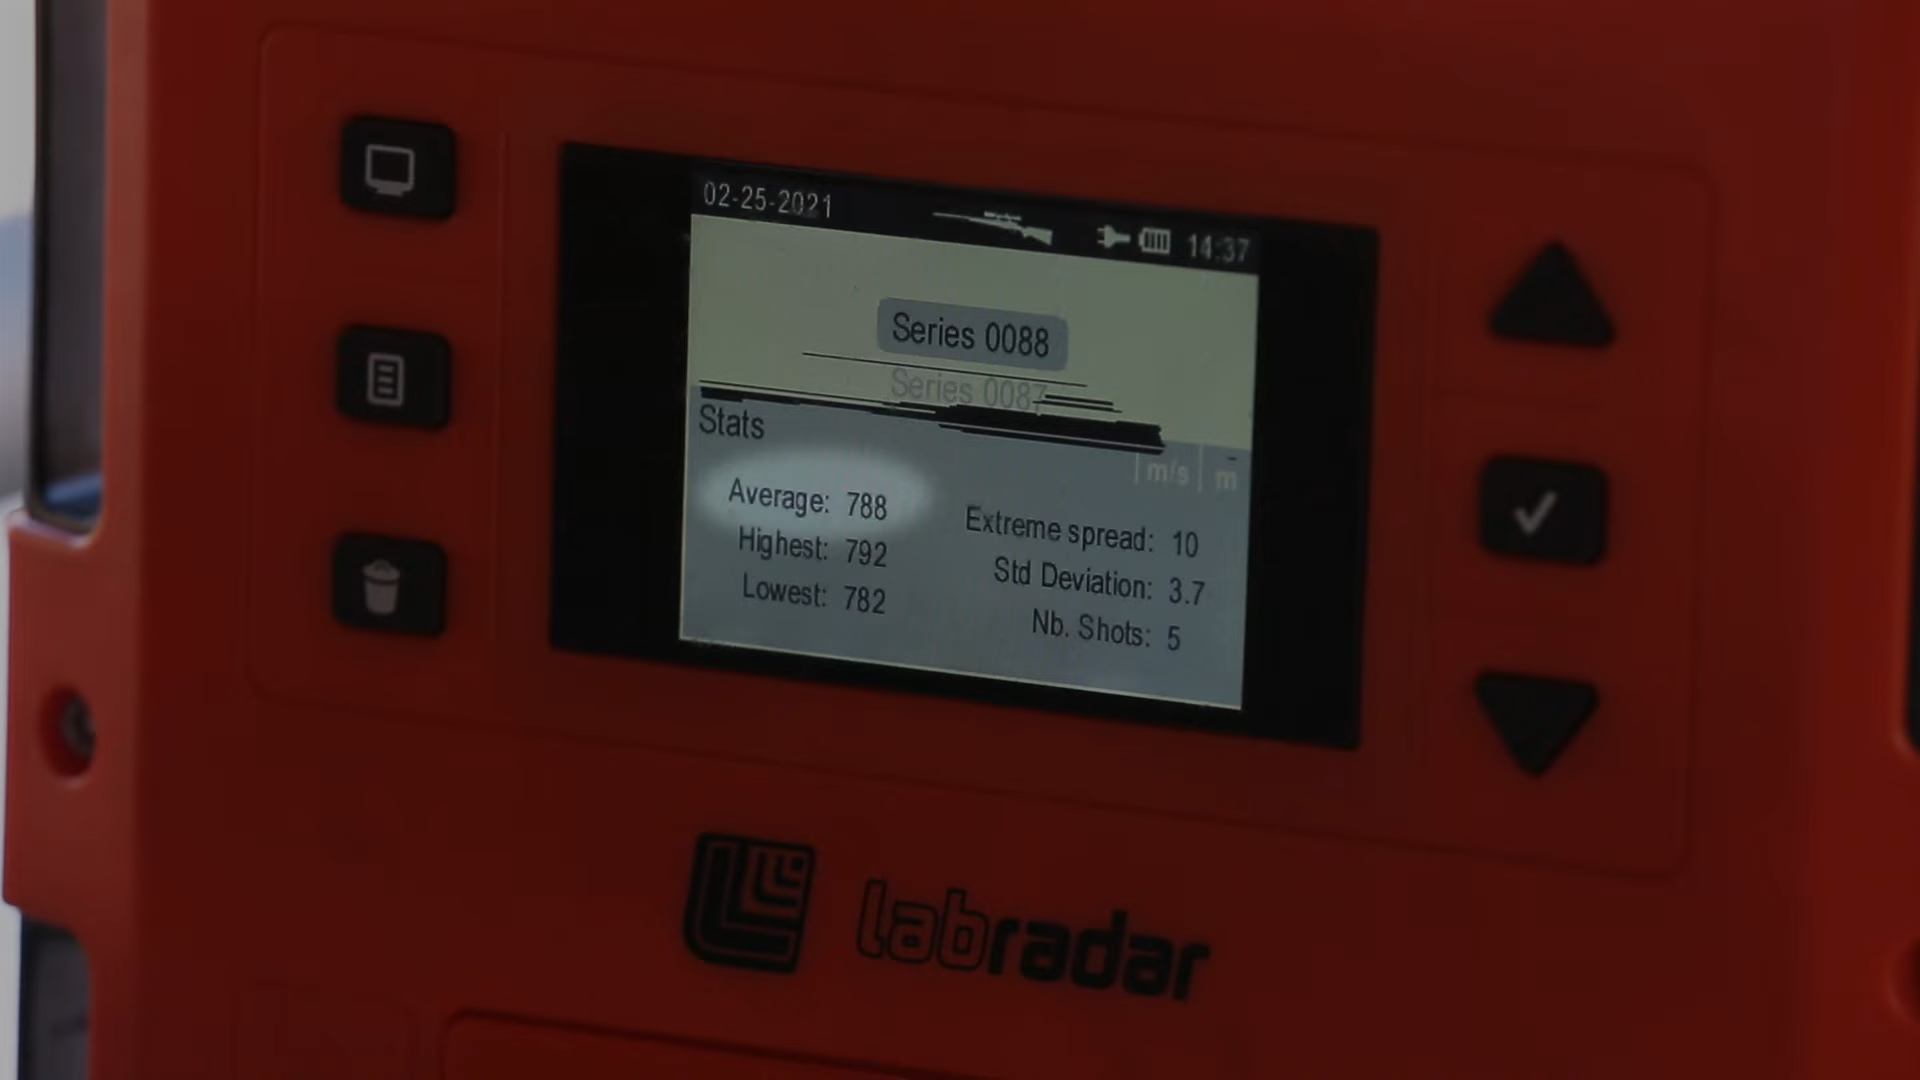 02-25-2021 14:37
Series 0088
Series 0087
Stats
m/s m
Average: 788
Highest: 792
Lowest: 782
Extreme spread: 10
Std Deviation: 3.7
Nb. Shots: 5
labradar